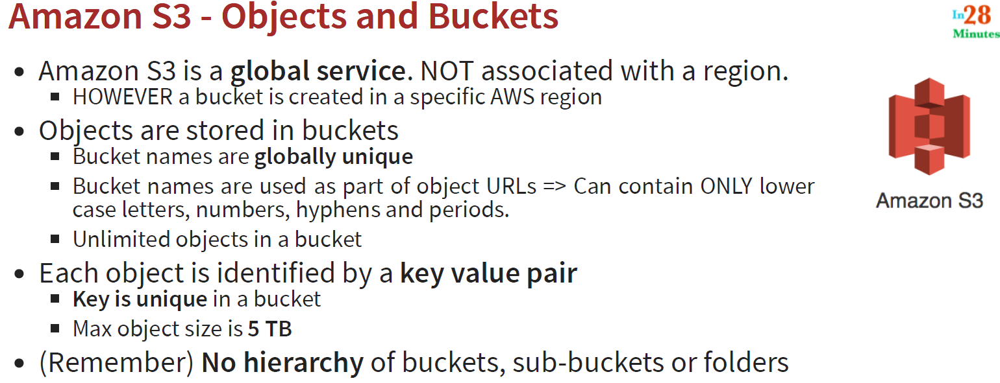 Amazon S3 - Objects and Buckets
In28
Minutes
• Amazon S3 is a global service. NOT associated with a region.
▪ HOWEVER a bucket is created in a specific AWS region
• Objects are stored in buckets
▪ Bucket names are globally unique
▪ Bucket names are used as part of object URLs => Can contain ONLY lower
case letters, numbers, hyphens and periods.
▪ Unlimited objects in a bucket
• Each object is identified by a key value pair
▪ Key is unique in a bucket
▪ Max object size is 5 TB
• (Remember) No hierarchy of buckets, sub-buckets or folders
Amazon S3